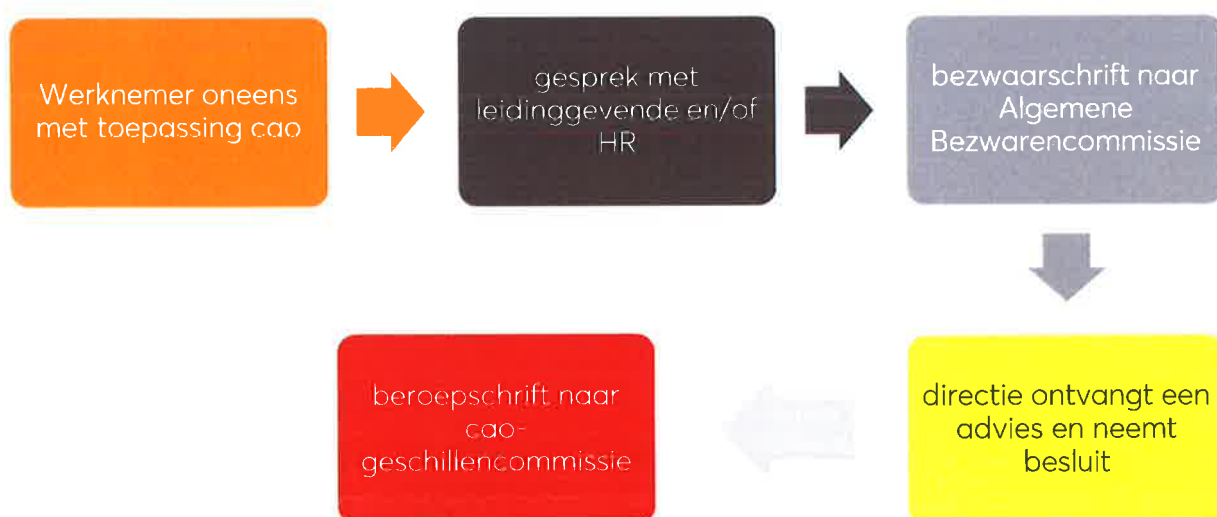 Werknemer oneens
met toepassing cao
gesprek met
leidinggevende en/of
HR
bezwaarschrift naar
Algemene
Bezwarencommissie
directie ontvangt een
advies en neemt
besluit
beroepschrift naar
cao-
geschillencommissie